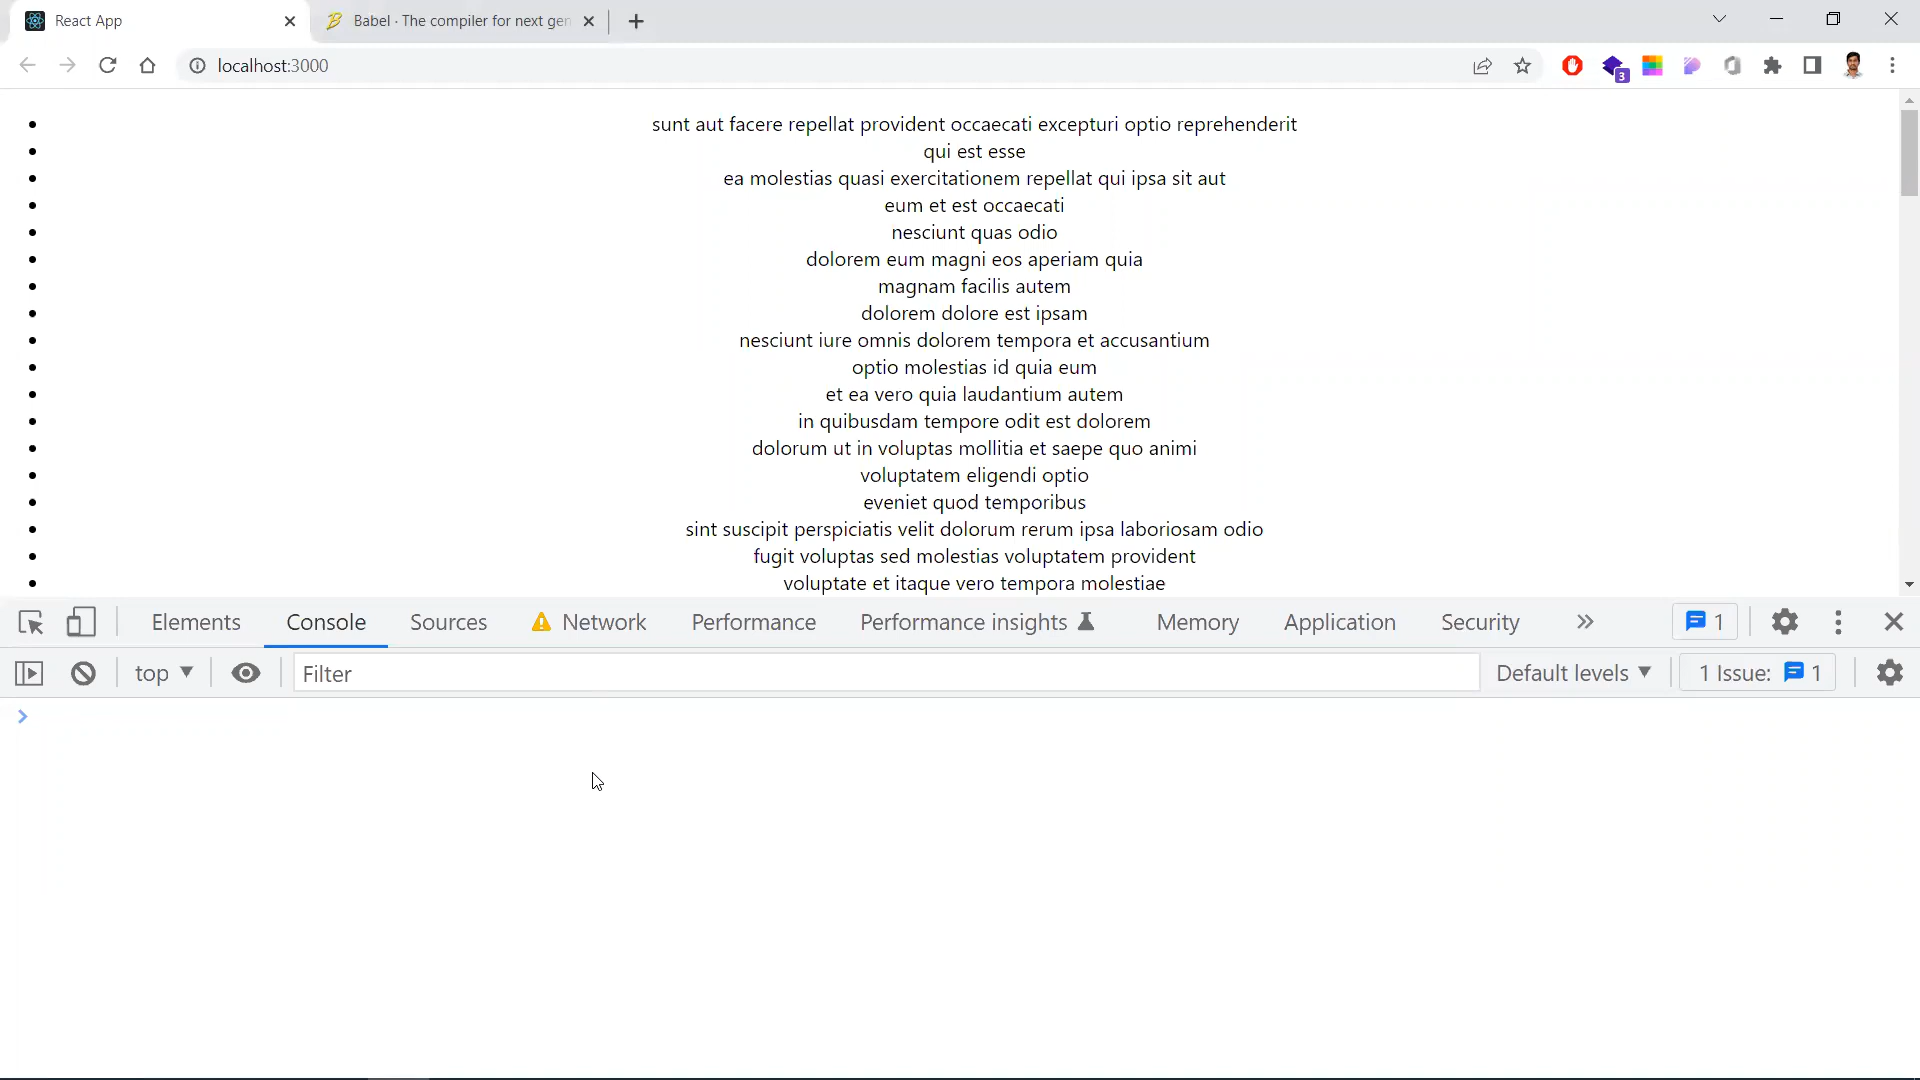 React App
Babel · The compiler for next gen
localhost:3000
3
sunt aut facere repellat provident occaecati excepturi optio reprehenderit
qui est esse
ea molestias quasi exercitationem repellat qui ipsa sit aut
eum et est occaecati
nesciunt quas odio
dolorem eum magni eos aperiam quia
magnam facilis autem
dolorem dolore est ipsam
nesciunt iure omnis dolorem tempora et accusantium
optio molestias id quia eum
et ea vero quia laudantium autem
in quibusdam tempore odit est dolorem
dolorum ut in voluptas mollitia et saepe quo animi
voluptatem eligendi optio
eveniet quod temporibus
sint suscipit perspiciatis velit dolorum rerum ipsa laboriosam odio
fugit voluptas sed molestias voluptatem provident
voluptate et itaque vero tempora molestiae
Elements Console Sources Network Performance Performance insights Memory Application Security 1
top Filter Default levels 1 Issue: 1